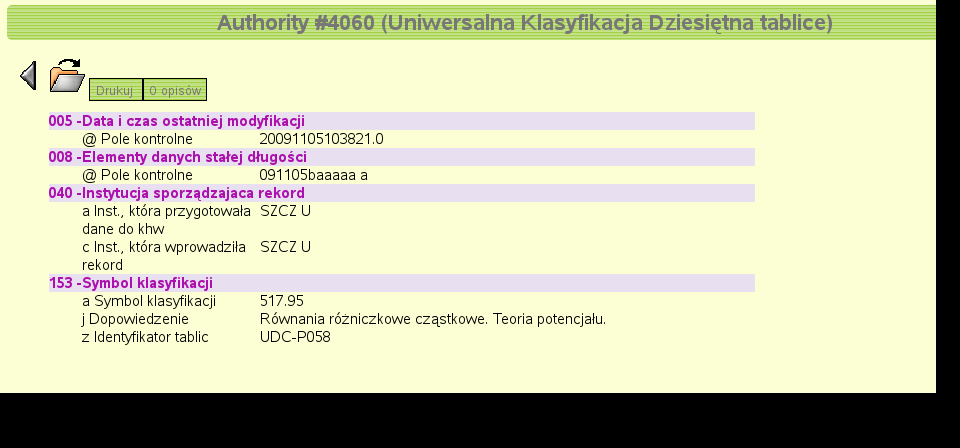 Authority #4060 (Uniwersalna Klasyfikacja Dziesiętna tablice)
Drukuj 0 opisów
005 -Data i czas ostatniej modyfikacji
@ Pole kontrolne 20091105103821.0
008 -Elementy danych stałej długości
@ Pole kontrolne 091105baaaaa a
040 -Instytucja sporządzajaca rekord
a Inst., która przygotowała SZCZ U
dane do khw
c Inst., która wprowadziła SZCZ U
rekord
153 -Symbol klasyfikacji
a Symbol klasyfikacji 517.95
j Dopowiedzenie Równania różniczkowe cząstkowe. Teoria potencjału.
z Identyfikator tablic UDC-P058